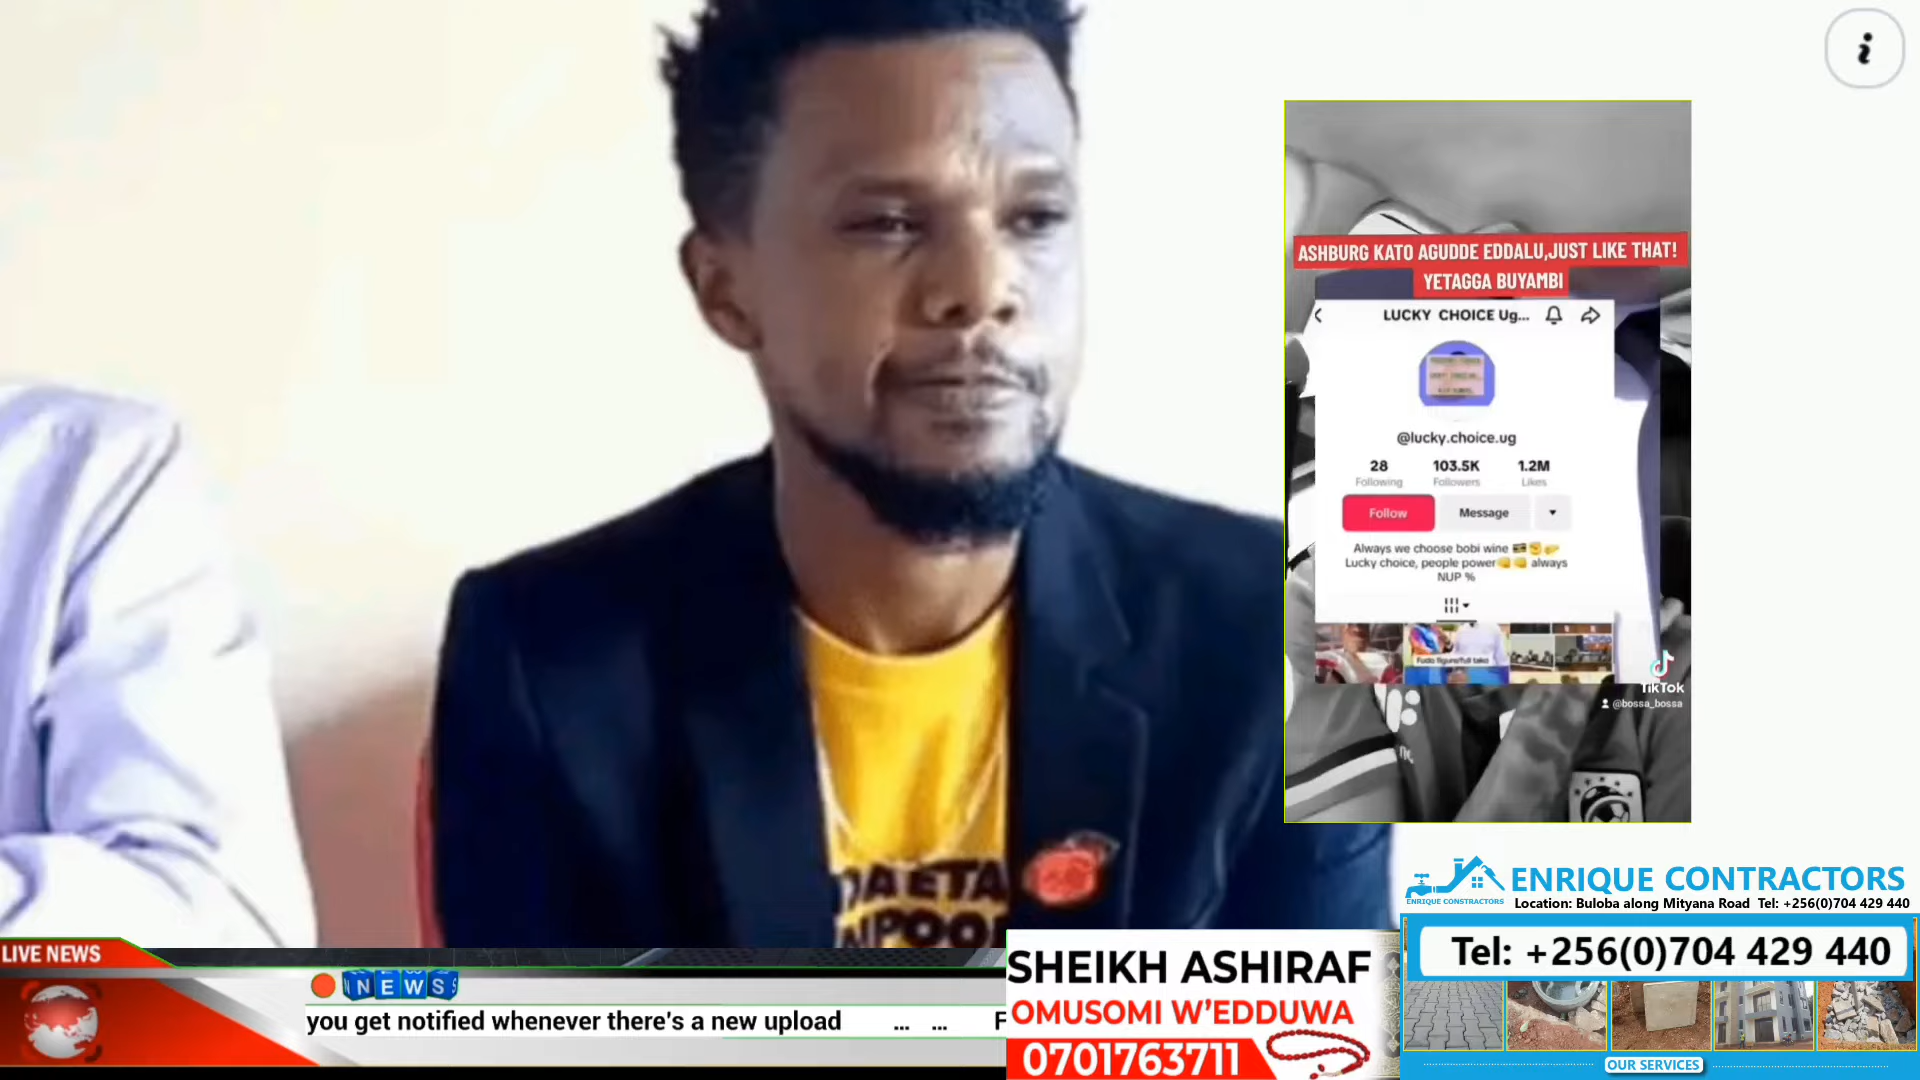 ASHBURG KATO AGUDDE EDDALU,JUST LIKE THAT!
YETAGGA BUYAMBI
LUCKY CHOICE Ug...
@lucky.choice.ug
28
103.5K
1.2M
Following
Followers
Likes
Follow
Message
Always we choose bobi wine
Lucky choice, people power always
NUP %
TikTok
@bossa_bossa
ENRIQUE CONTRACTORS
ENRIQUE CONSTRACTORS
Location: Buloba along Mityana Road Tel: +256(0)704 429 440
Tel: +256(0)704 429 440
OUR SERVICES
LIVE NEWS
NEWS
you get notified whenever there's a new upload ... ... F
SHEIKH ASHIRAF
OMUSOMI W'EDDUWA
0701763711